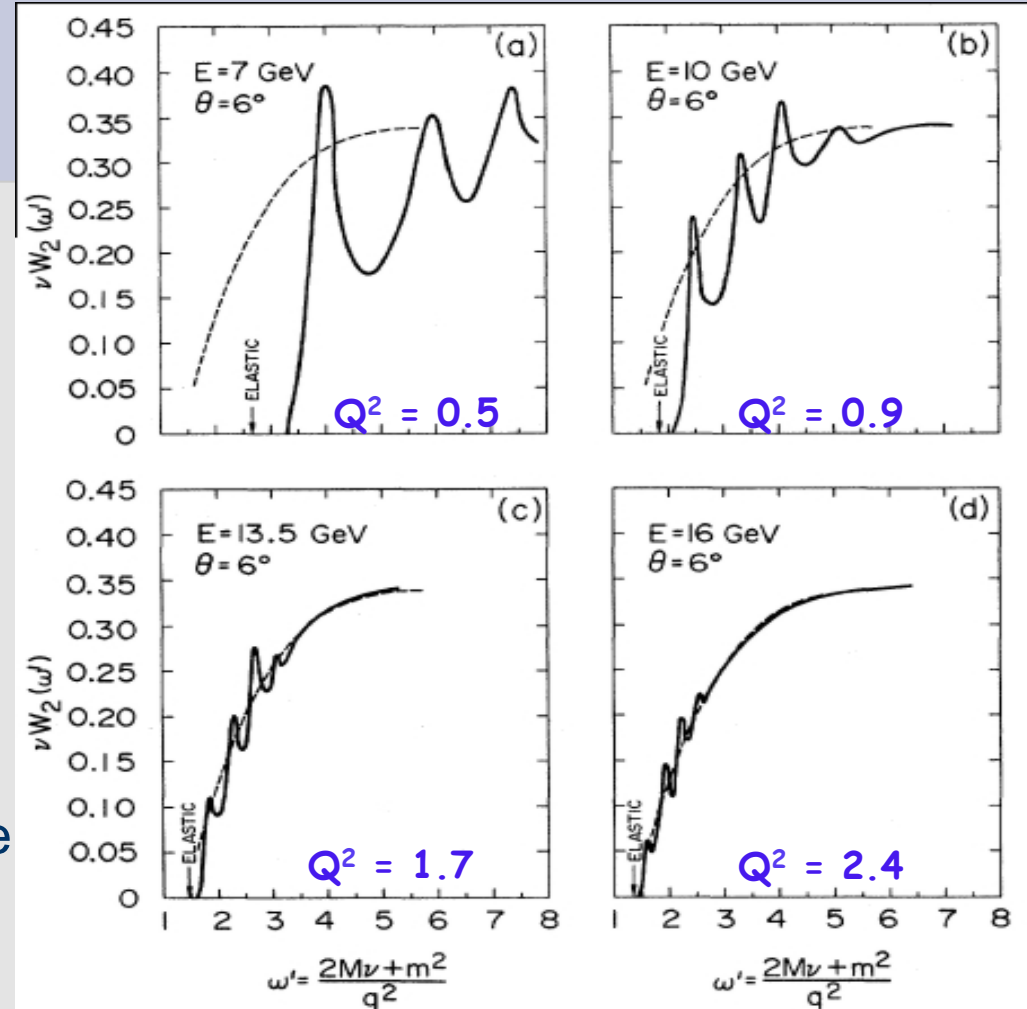 (a)
E=7 GeV
θ=6°
νW₂(ω′)
0.45
0.40
0.35
0.30
0.25
0.20
0.15
0.10
0.05
0
ELASTIC
Q² = 0.5
(b)
E=10 GeV
θ=6°
ELASTIC
Q² = 0.9
(c)
E=13.5 GeV
θ=6°
νW₂(ω′)
0.45
0.40
0.35
0.30
0.25
0.20
0.15
0.10
0.05
0
ELASTIC
Q² = 1.7
1 2 3 4 5 6 7 8
ω′= 2Mν+m² / q²
(d)
E=16 GeV
θ=6°
ELASTIC
Q² = 2.4
1 2 3 4 5 6 7 8
ω′= 2Mν+m² / q²
e